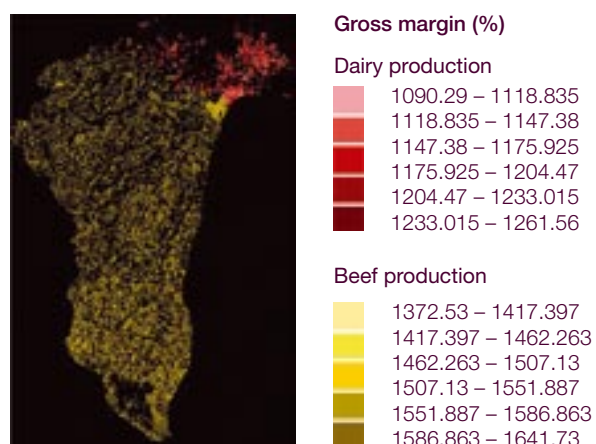 Gross margin (%)
Dairy production
1090.29 – 1118.835
1118.835 – 1147.38
1147.38 – 1175.925
1175.925 – 1204.47
1204.47 – 1233.015
1233.015 – 1261.56
Beef production
1372.53 – 1417.397
1417.397 – 1462.263
1462.263 – 1507.13
1507.13 – 1551.887
1551.887 – 1586.863
1586.863 – 1641.73